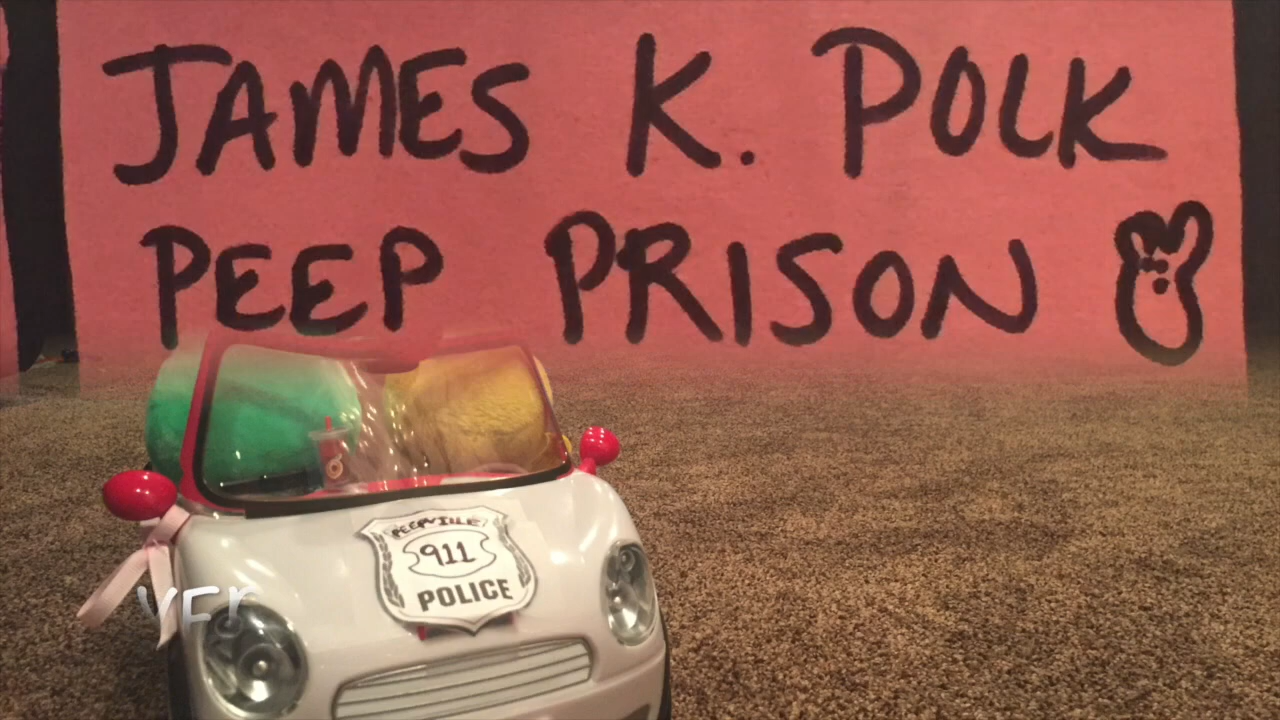 JAMES K. POLK
PEEP PRISON
PEEPVILLE
911
POLICE